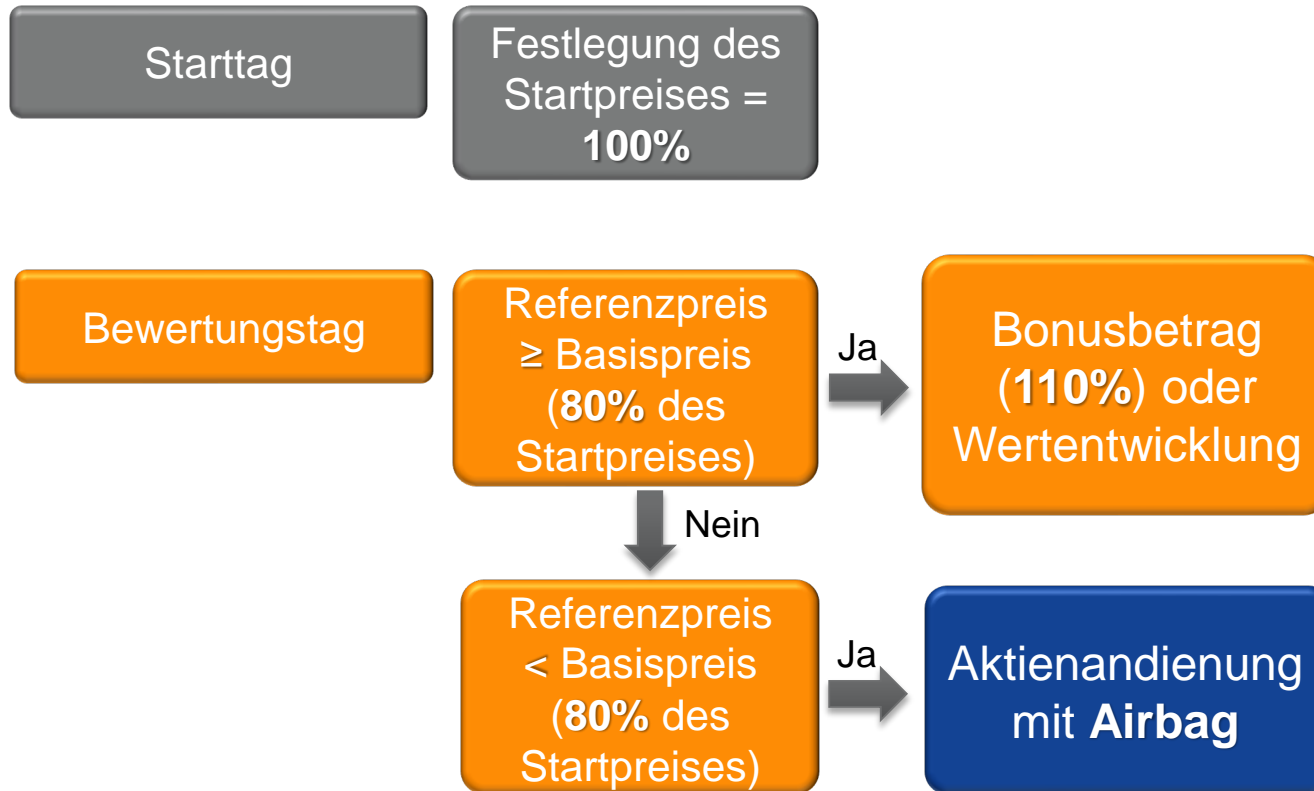 Starttag
Festlegung des
Startpreises =
100%
Bewertungstag
Referenzpreis
≥ Basispreis
(80% des
Startpreises)
Ja
Bonusbetrag
(110%) oder
Wertentwicklung
Nein
Referenzpreis
< Basispreis
(80% des
Startpreises)
Ja
Aktienandienung
mit Airbag